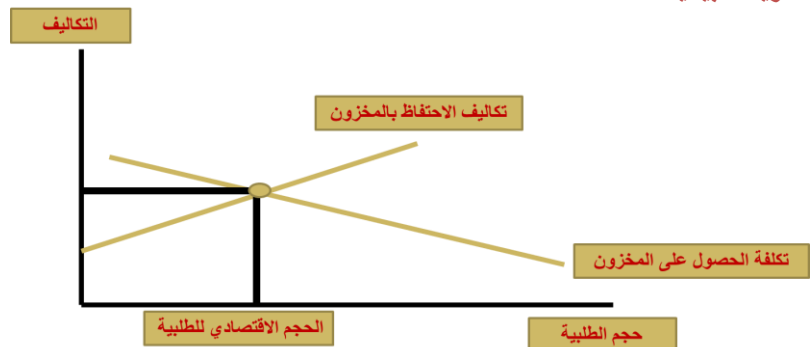 التكاليف
تكاليف الاحتفاظ بالمخزون
تكلفة الحصول على المخزون
الحجم الاقتصادي للطلبية
حجم الطلبية